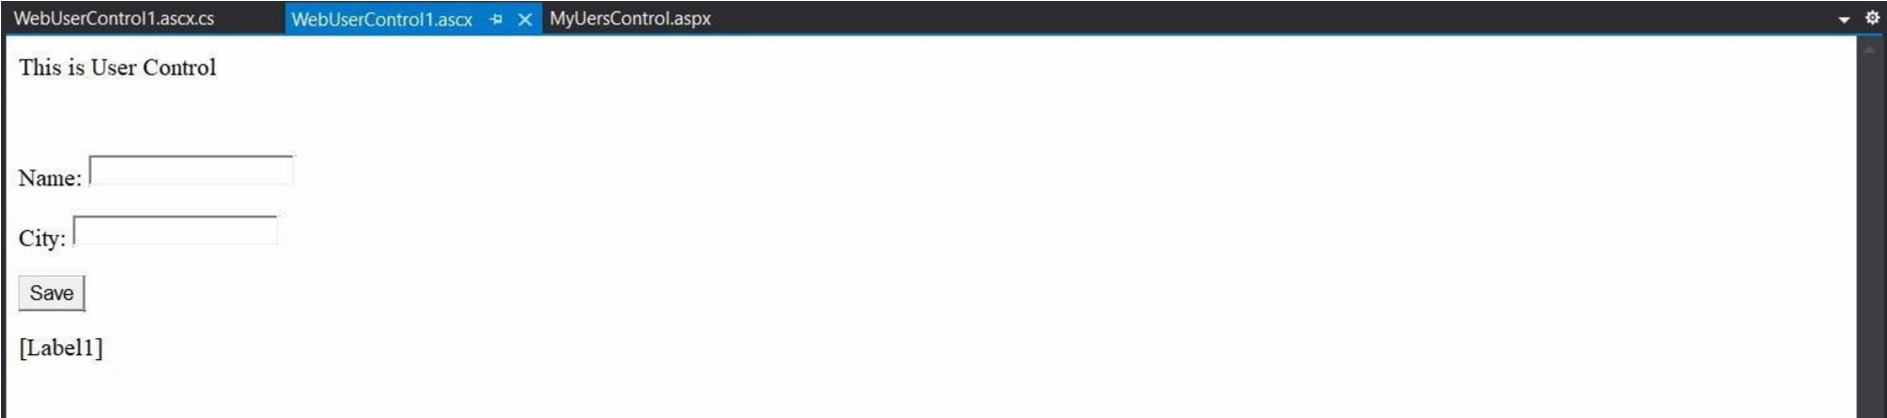 WebUserControl1.ascx.cs WebUserControl1.ascx MyUersControl.aspx
This is User Control
Name:
City:
Save
[Label1]